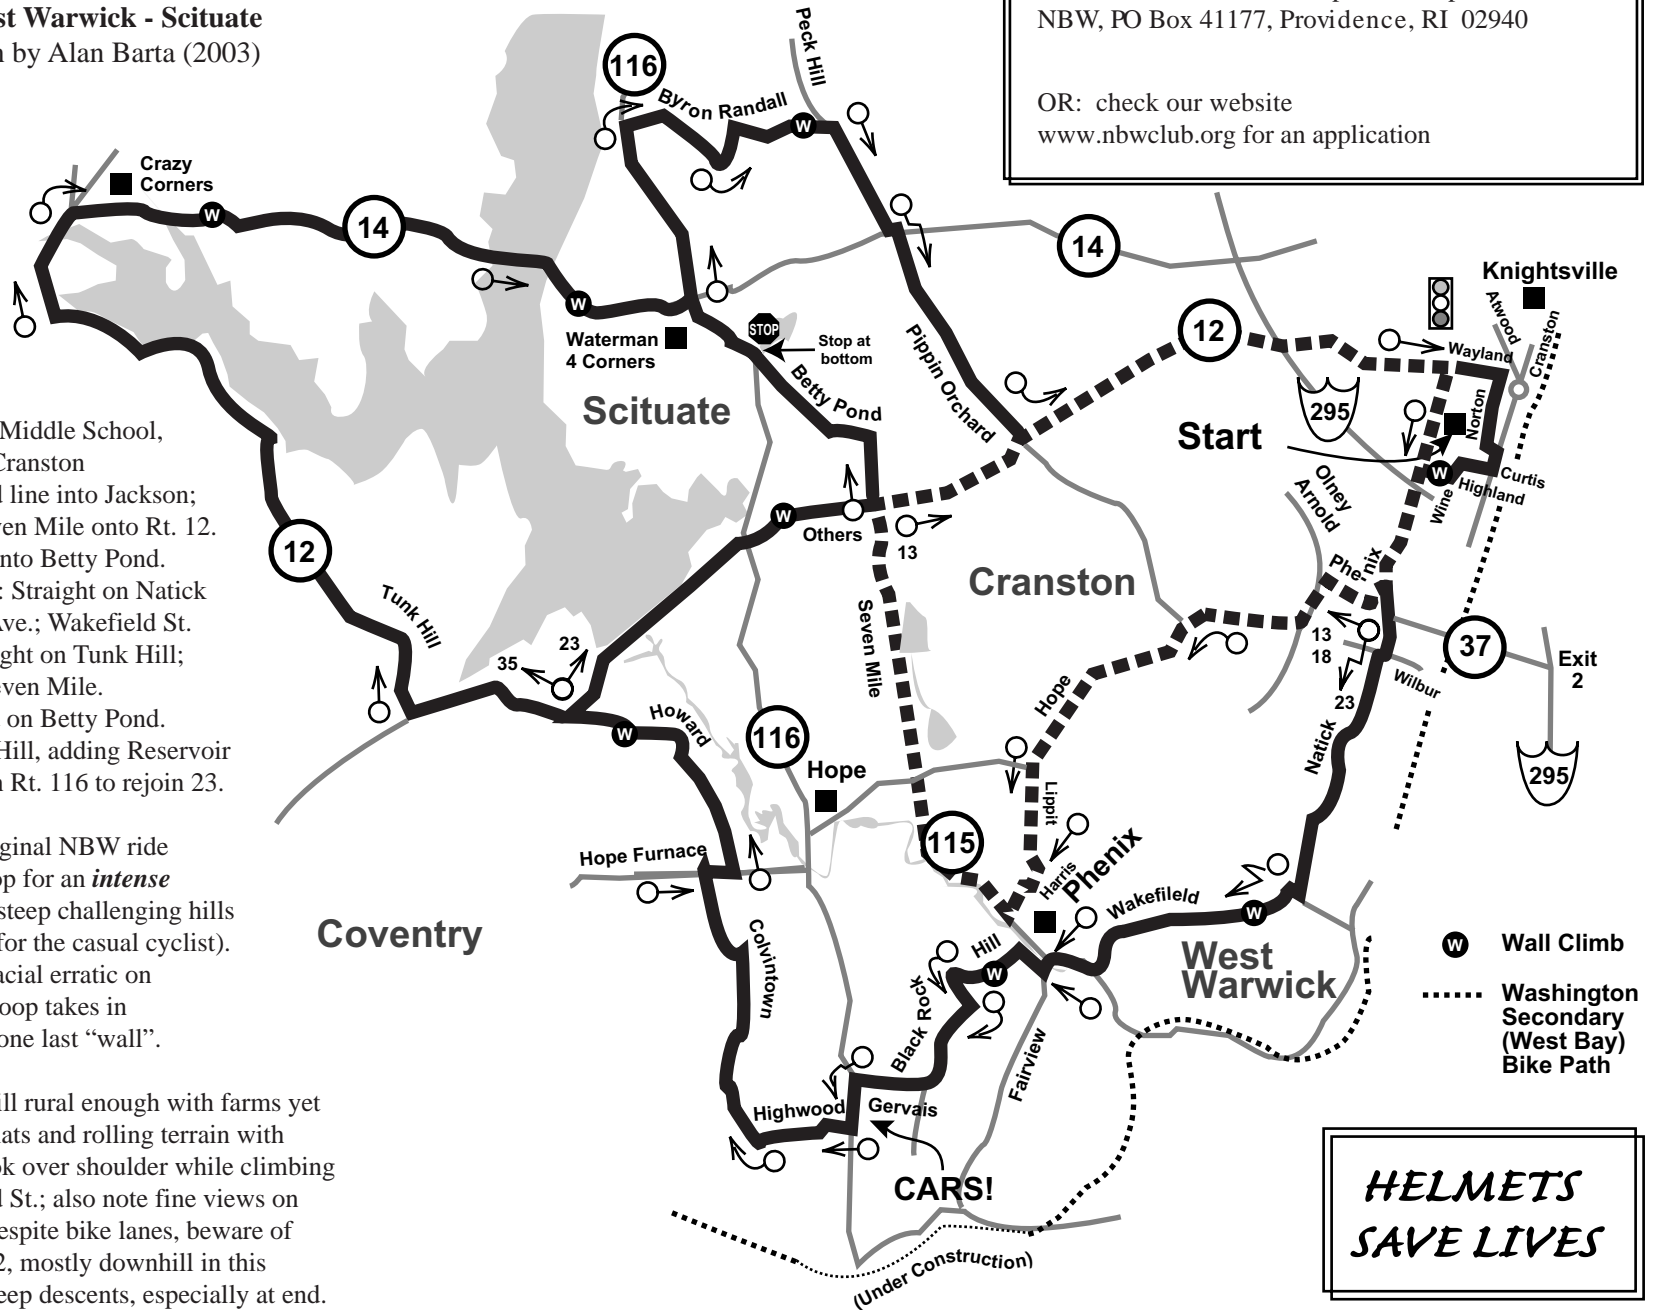 st Warwick - Scituate
n by Alan Barta (2003)
NBW, PO Box 41177, Providence, RI 02940
OR: check our website
www.nbwclub.org for an application
116
Byron Randall
Peck Hill
W
Crazy
Corners
W
14
14
W
Waterman
4 Corners
STOP
Stop at
bottom
Betty Pond
Scituate
Pippin Orchard
12
Knightsville
Atwood
Cranston
Wayland
295
Norton
Start
W
Curtis
Highland
Wine
Olney
Arnold
Middle School,
Cranston
d line into Jackson;
ven Mile onto Rt. 12.
nto Betty Pond.
: Straight on Natick
Ave.; Wakefield St.
ght on Tunk Hill;
even Mile.
on Betty Pond.
Hill, adding Reservoir
n Rt. 116 to rejoin 23.
12
Tunk Hill
W
Others
13
Cranston
Seven Mile
Phe-nix
13
18
23
37
Wilbur
Exit
2
295
Natick
35
23
W
Howard
116
Hope
Hope
Lippit
115
Harris
Phenix
Hope Furnace
ginal NBW ride
op for an intense
steep challenging hills
for the casual cyclist).
acial erratic on
oop takes in
one last “wall”.
Coventry
Colvintown
Hill
W
Black Rock
Wakefileld
W
West
Warwick
W Wall Climb
Washington
Secondary
(West Bay)
Bike Path
Fairview
Highwood
Gervais
CARS!
(Under Construction)
ill rural enough with farms yet
lats and rolling terrain with
ok over shoulder while climbing
d St.; also note fine views on
espite bike lanes, beware of
2, mostly downhill in this
eep descents, especially at end.
HELMETS
SAVE LIVES